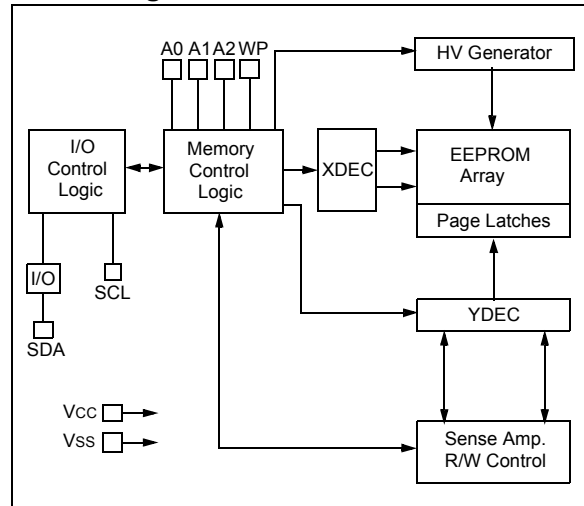 A0 A1 A2 WP
HV Generator
I/O
Control
Logic
Memory
Control
Logic
XDEC
EEPROM
Array
Page Latches
I/O
SCL
SDA
YDEC
Vcc
Vss
Sense Amp.
R/W Control